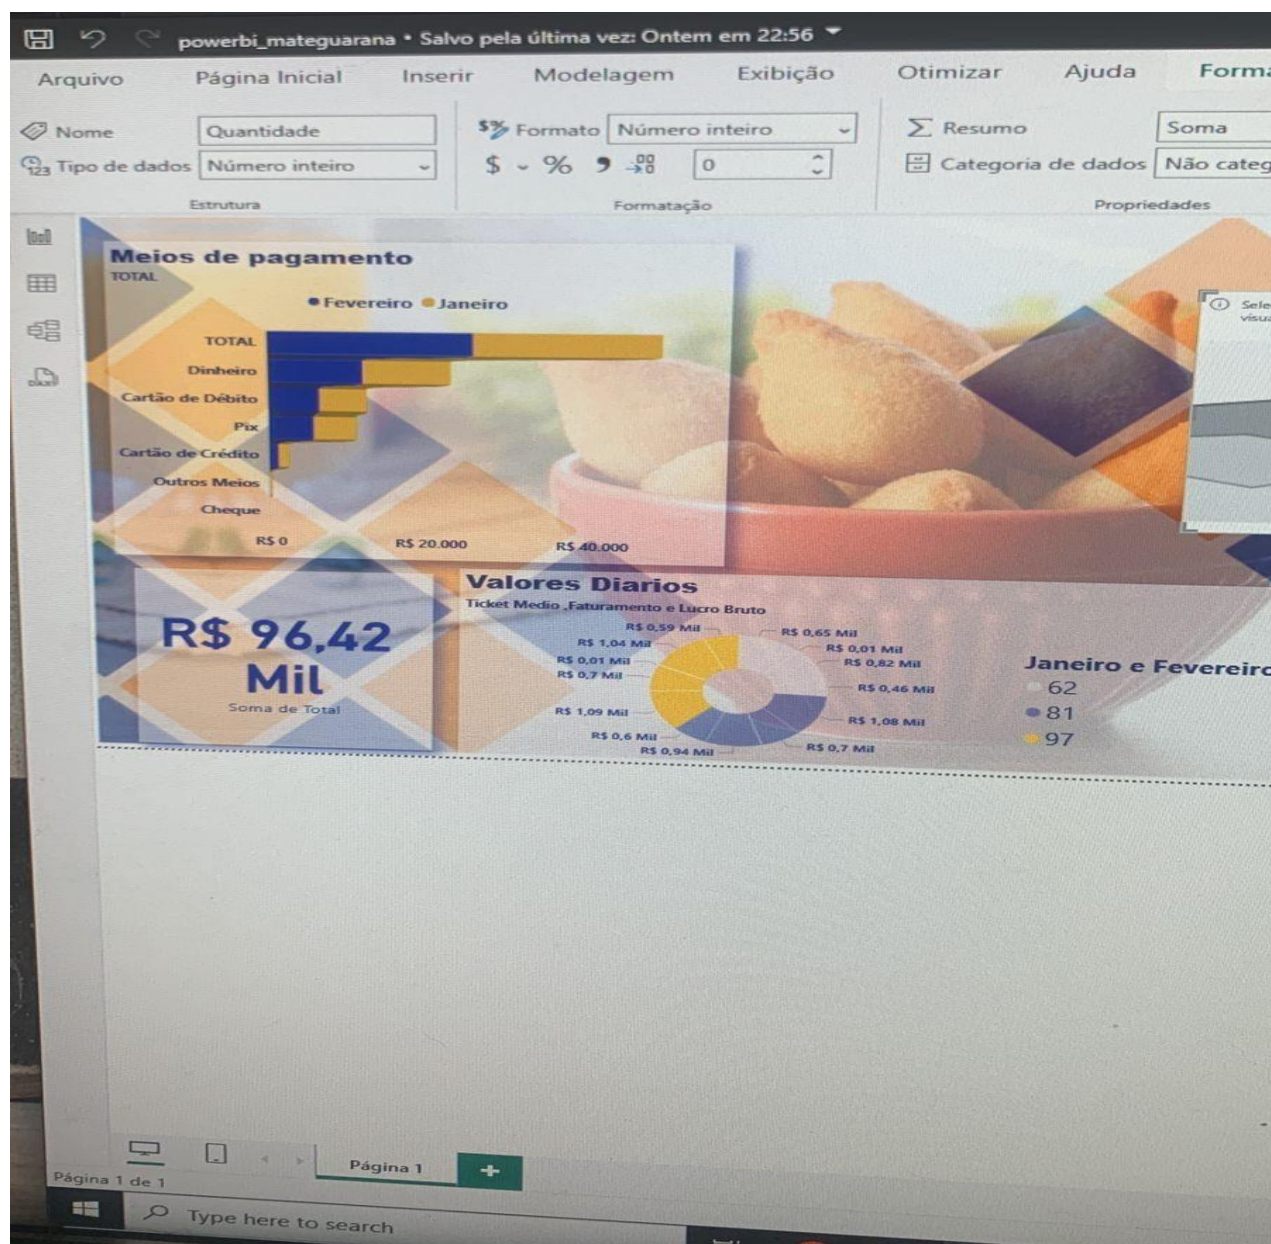 powerbi_mateguarana • Salvo pela última vez: Ontem em 22:56
Arquivo Página Inicial Inserir Modelagem Exibição Otimizar Ajuda Forma
Nome Quantidade $% Formato Número inteiro Resumo Soma
123 Tipo de dados Número inteiro $ % 0 Categoria de dados Não categ
Estrutura Formatação Propriedades
Meios de pagamento
TOTAL
Fevereiro Janeiro
TOTAL
Dinheiro
Cartão de Débito
Pix
Cartão de Crédito
Outros Meios
Cheque
R$ 0 R$ 20.000 R$ 40.000
Sele
visua
R$ 96,42
Mil
Soma de Total
Valores Diarios
Ticket Medio ,Faturamento e Lucro Bruto
R$ 0,59 Mil R$ 0,65 Mil
R$ 1,04 Mil R$ 0,01 Mil
R$ 0,01 Mil R$ 0,82 Mil
R$ 0,7 Mil R$ 0,46 Mil
R$ 1,09 Mil R$ 1,08 Mil
R$ 0,6 Mil R$ 0,7 Mil
R$ 0,94 Mil
Janeiro e Fevereiro
62
81
97
Página 1
Página 1 de 1
Type here to search